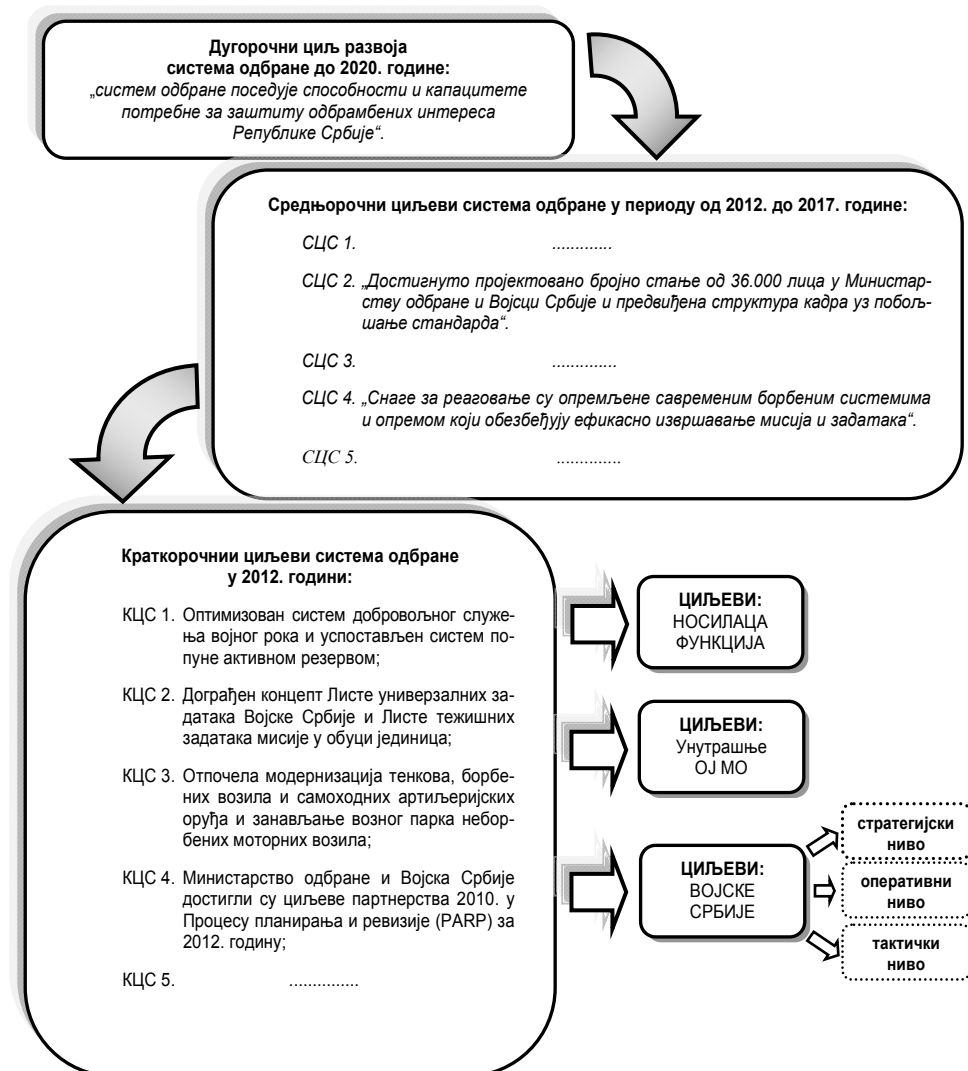 Дугорочни циљ развоја
система одбране до 2020. године:
„систем одбране поседује способности и капацитете
потребне за заштиту одбрамбених интереса
Републике Србије“.
Средњорочни циљеви система одбране у периоду од 2012. до 2017. године:
СЦС 1. .............
СЦС 2. „Достигнуто пројектовано бројно стање од 36.000 лица у Министар-
ству одбране и Војсци Србије и предвиђена структура кадра уз побољ-
шање стандарда“.
СЦС 3. ..............
СЦС 4. „Снаге за реаговање су опремљене савременим борбеним системима
и опремом који обезбеђују ефикасно извршавање мисија и задатака“.
СЦС 5. ..............
Краткорочнии циљеви система одбране
у 2012. години:
КЦС 1. Оптимизован систем добровољног служе-
ња војног рока и успостављен систем по-
пуне активном резервом;
КЦС 2. Дограђен концепт Листе универзалних за-
датака Војске Србије и Листе тежишних
задатака мисије у обуци јединица;
КЦС 3. Отпочела модернизација тенкова, борбе-
них возила и самоходних артиљеријских
оруђа и занављање возног парка небор-
бених моторних возила;
КЦС 4. Министарство одбране и Војска Србије
достигли су циљеве партнерства 2010. у
Процесу планирања и ревизије (PARP) за
2012. годину;
КЦС 5. ...............
ЦИЉЕВИ:
НОСИЛАЦА
ФУНКЦИЈА
ЦИЉЕВИ:
Унутрашње
ОЈ МО
ЦИЉЕВИ:
ВОЈСКЕ
СРБИЈЕ
стратегијски
ниво
оперативни
ниво
тактички
ниво